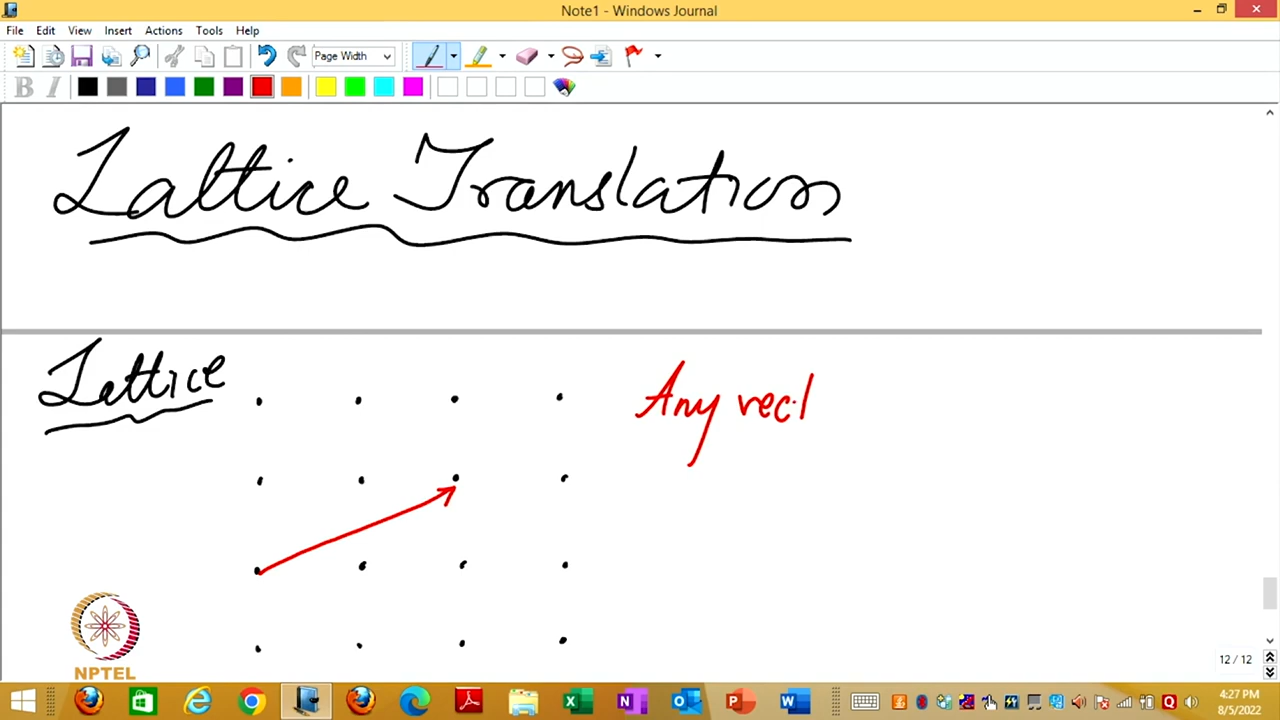 Note1 - Windows Journal
File Edit View Insert Actions Tools Help
Page Width
B I
Lattice Translation
Lattice
Any vect
NPTEL
12 / 12
4:27 PM
8/5/2022